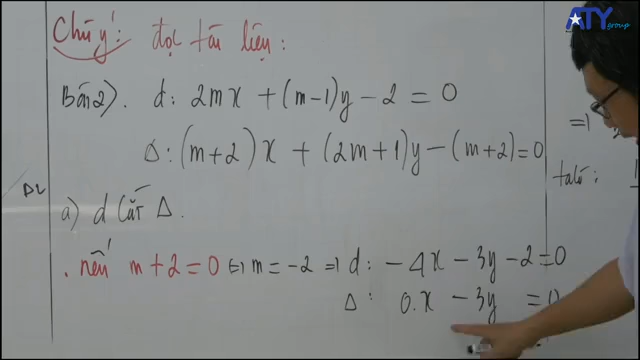 ATY group
Chú ý: đọc tài liệu:
Bài 2). d: 2mx + (m-1)y - 2 = 0
Δ: (m+2)x + (2m+1)y - (m+2) = 0
a) d cắt Δ.
. nếu m+2=0 ⇔ m = -2 ⇒ d: -4x - 3y - 2 = 0
Δ: 0.x - 3y = 0